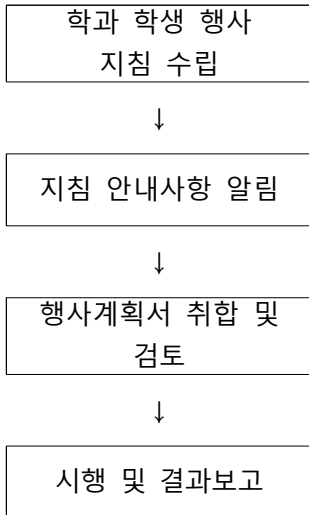 학과 학생 행사
지침 수립
↓
지침 안내사항 알림
↓
행사계획서 취합 및
검토
↓
시행 및 결과보고